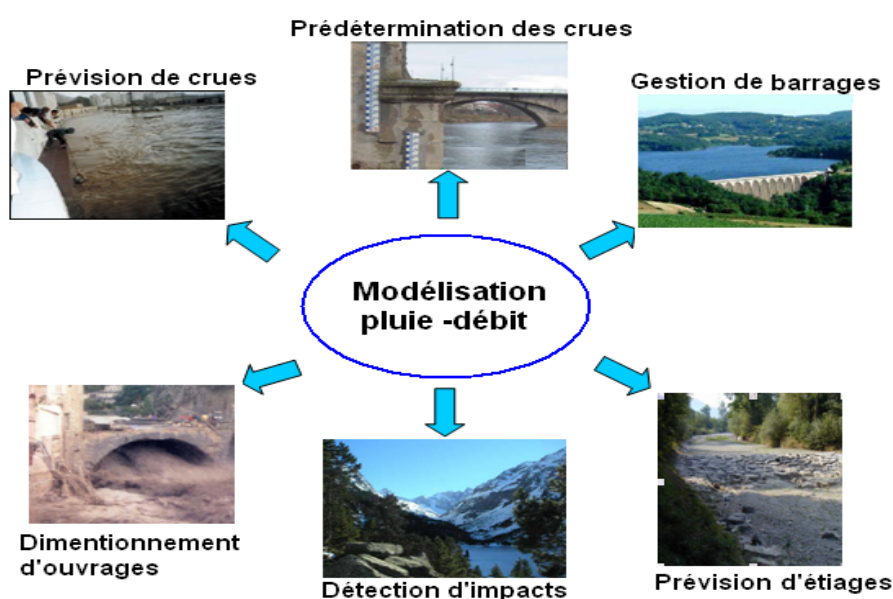 Prédétermination des crues
Prévision de crues
Gestion de barrages
Modélisation
pluie -débit
Dimentionnement
d'ouvrages
Détection d'impacts
Prévision d'étiages